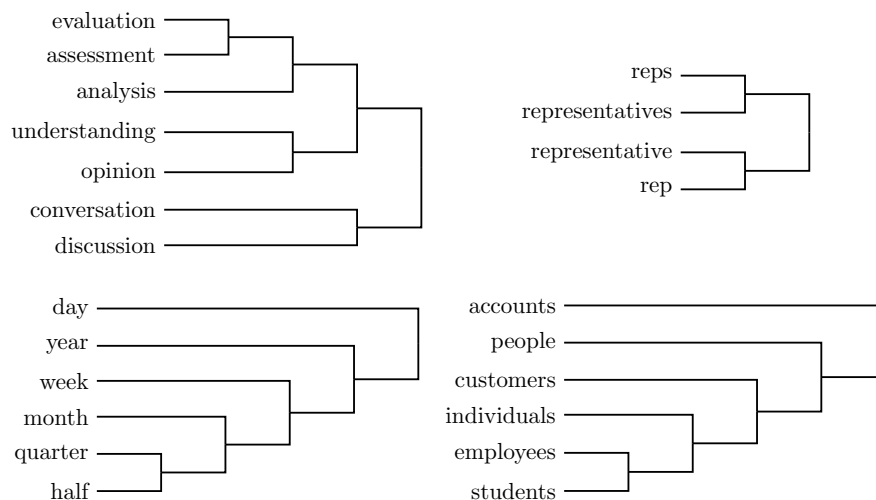 evaluation
assessment
analysis
understanding
opinion
conversation
discussion
reps
representatives
representative
rep
day
year
week
month
quarter
half
accounts
people
customers
individuals
employees
students